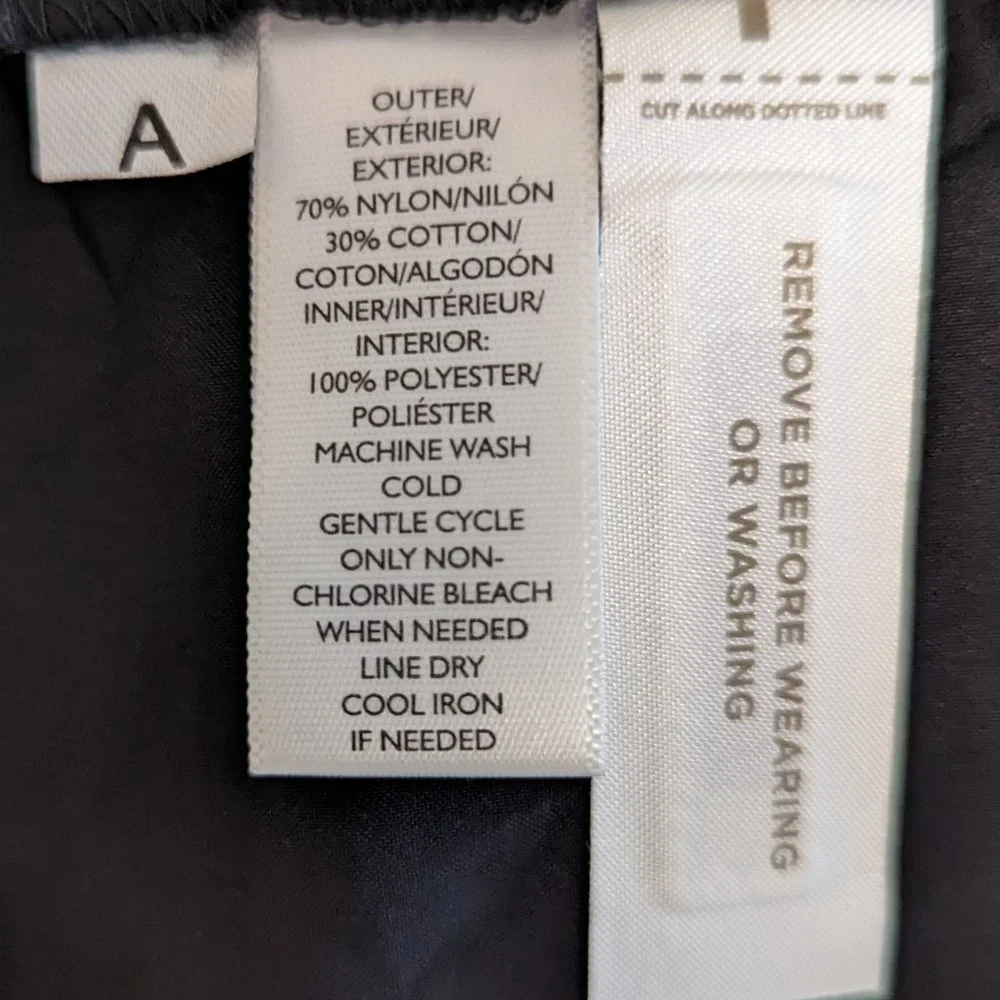 A
OUTER/
EXTÉRIEUR/
EXTERIOR:
70% NYLON/NILÓN
30% COTTON/
COTON/ALGODÓN
INNER/INTÉRIEUR/
INTERIOR:
100% POLYESTER/
POLIÉSTER
MACHINE WASH
COLD
GENTLE CYCLE
ONLY NON-
CHLORINE BLEACH
WHEN NEEDED
LINE DRY
COOL IRON
IF NEEDED
CUT ALONG DOTTED LINE
REMOVE BEFORE WEARING
OR WASHING